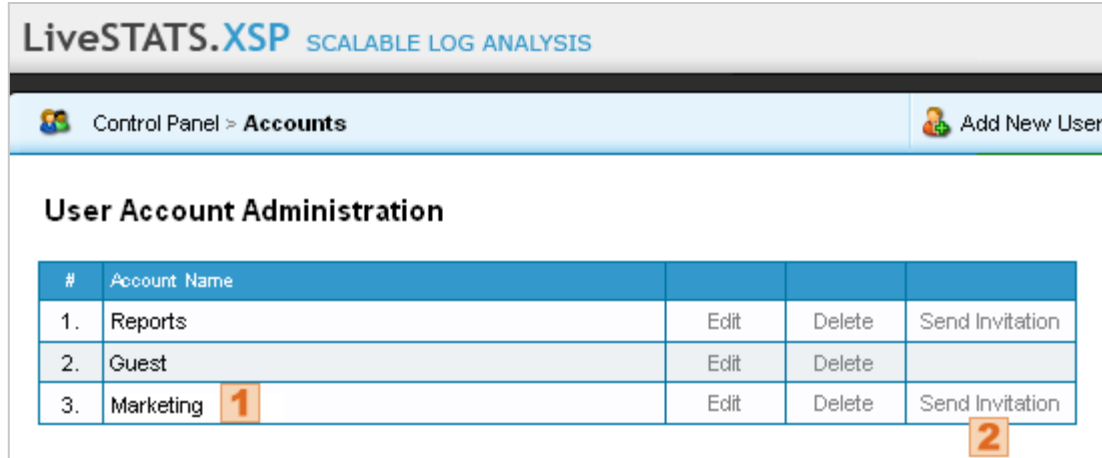 LiveSTATS.XSP SCALABLE LOG ANALYSIS
Control Panel > Accounts Add New User
User Account Administration
# Account Name
1. Reports Edit Delete Send Invitation
2. Guest Edit Delete
3. Marketing 1 Edit Delete Send Invitation
2